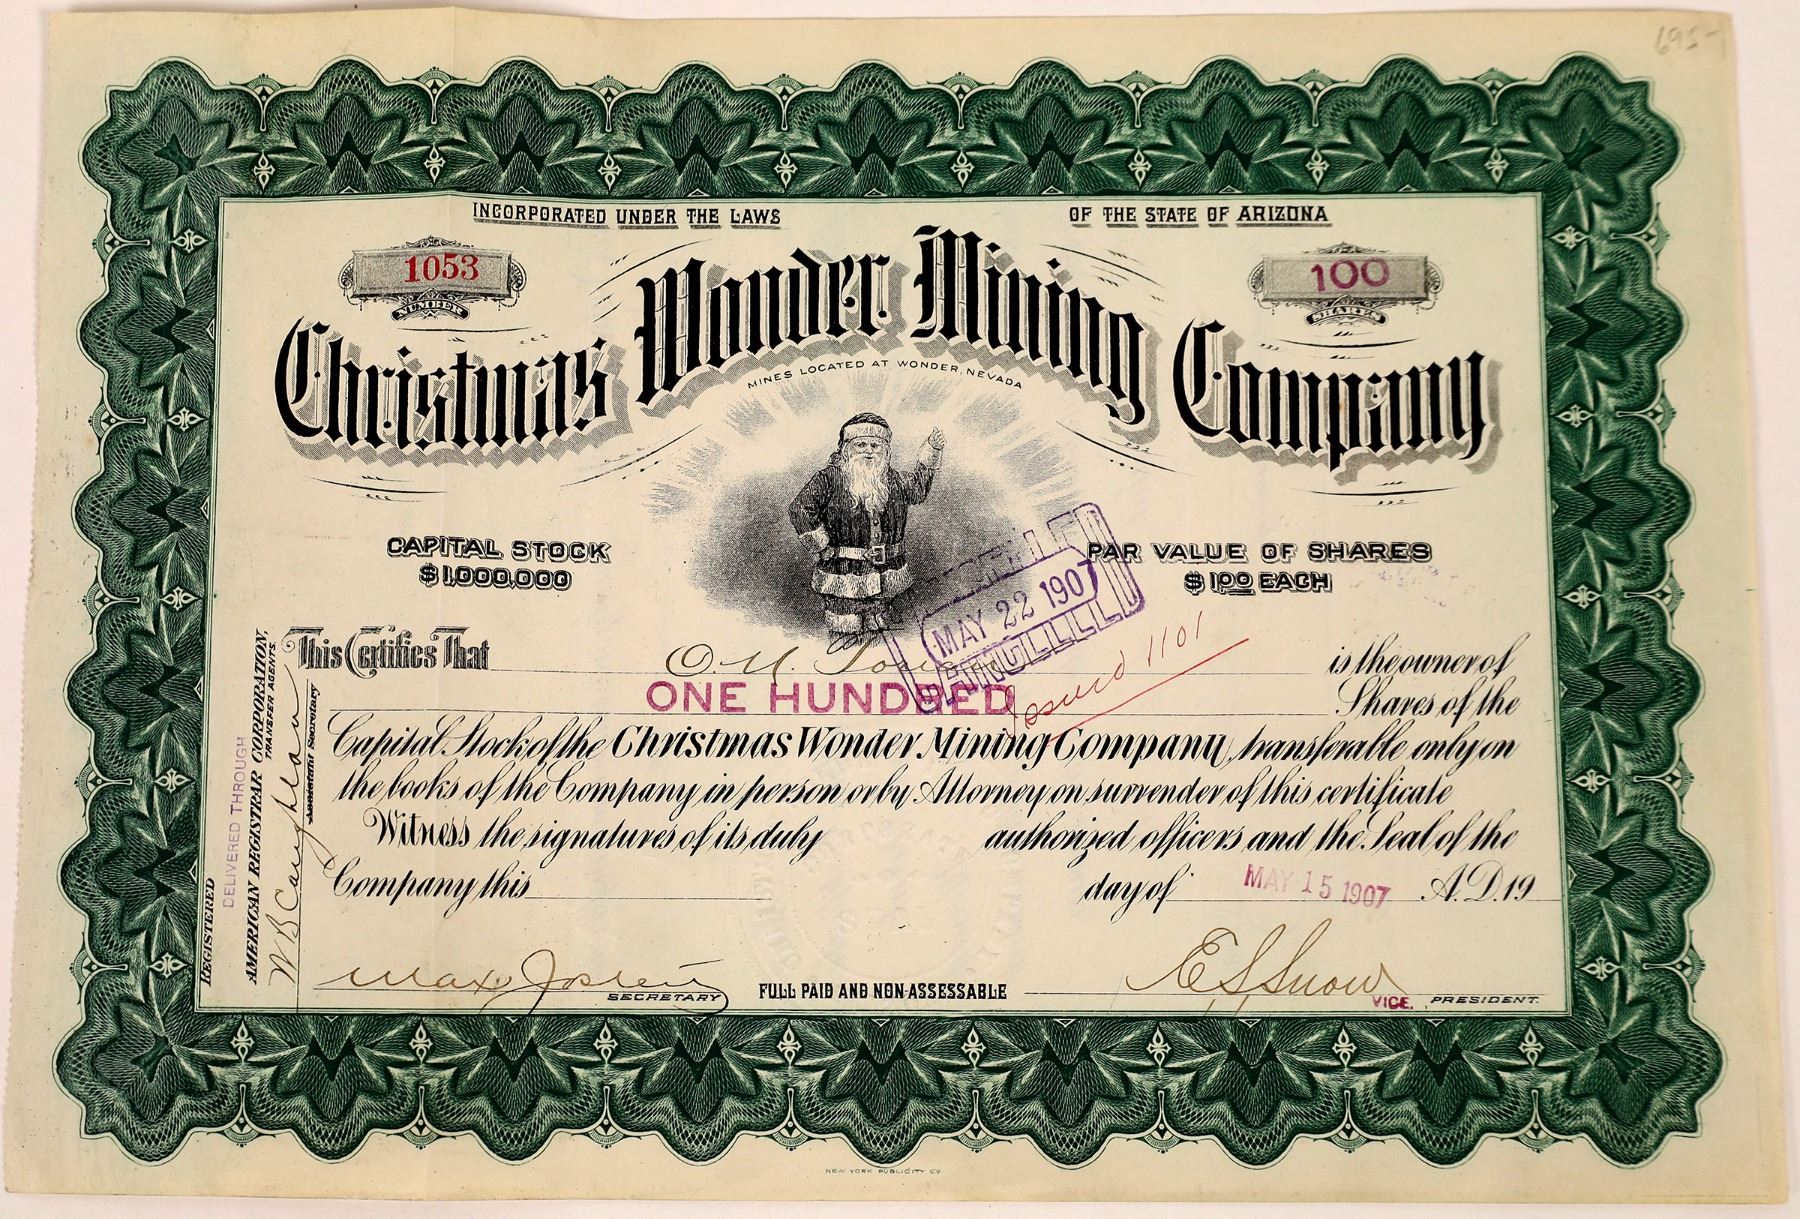 695-
INCORPORATED UNDER THE LAWS OF THE STATE OF ARIZONA
1053
NUMBER
100
SHARES
Christmas Wonder Mining Company
MINES LOCATED AT WONDER, NEVADA
CAPITAL STOCK
$1,000,000
PAR VALUE OF SHARES
$1.00 EACH
CANCELLED
MAY 22 1907
CANCELLED
This Certifies That O. M. is the owner of
ONE HUNDRED Shares of the
Issued 1101
Capital Stock of the Christmas Wonder Mining Company, transferable only on
the books of the Company in person or by Attorney on surrender of this certificate
Witness the signatures of its duly authorized officers and the Seal of the
Company this day of MAY 15 1907 A.D. 19
Max
SECRETARY
FULL PAID AND NON-ASSESSABLE
E S Snow
VICE. PRESIDENT.
REGISTERED
DELIVERED THROUGH
AMERICAN REGISTRAR CORPORATION,
TRANSFER AGENTS.
W B
Assistant Secretary
NEW YORK PUBLICITY CO